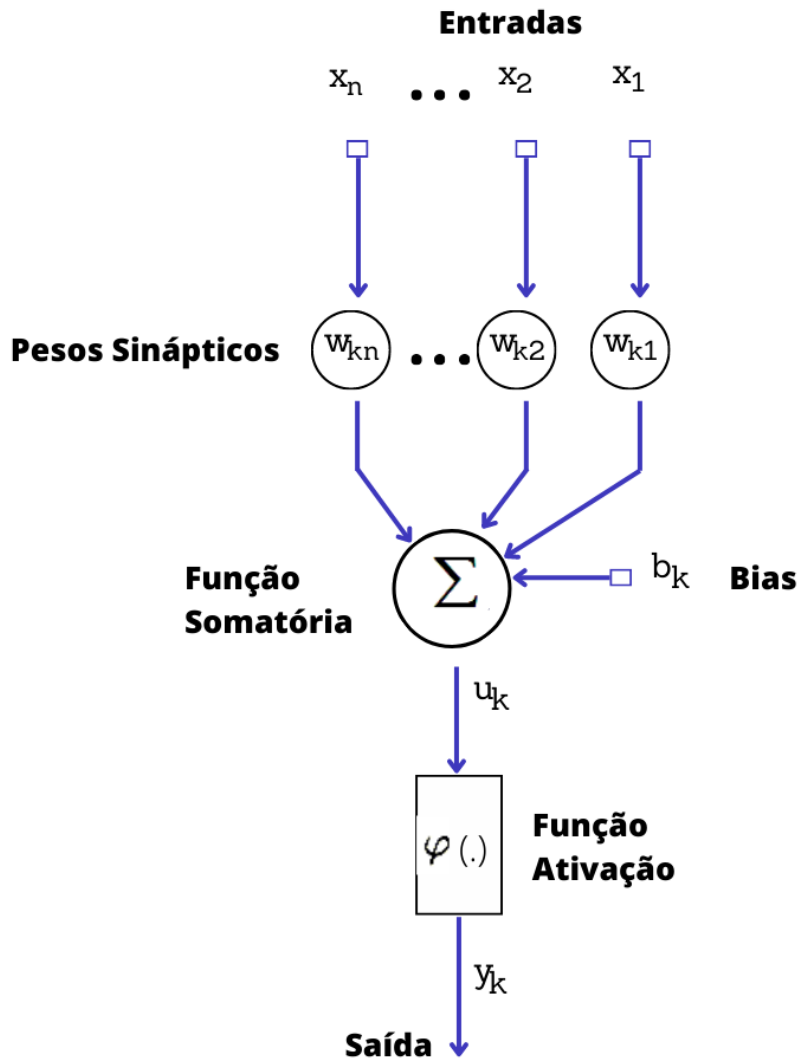 Entradas
xₙ ... x₂ x₁
Pesos Sinápticos wₖₙ ... wₖ₂ wₖ₁
Função
Somatória
Σ
bₖ Bias
uₖ
φ (.)
Função
Ativação
yₖ
Saída